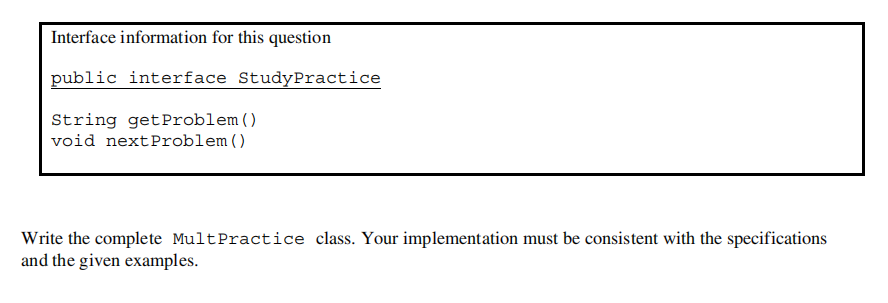 Interface information for this question
public interface StudyPractice
String getProblem()
void nextProblem()
Write the complete MultPractice class. Your implementation must be consistent with the specifications
and the given examples.